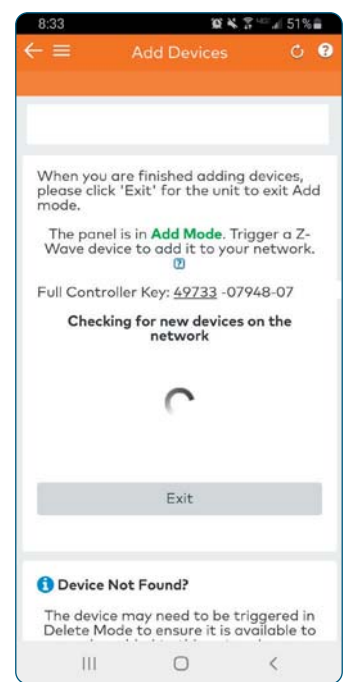 8:33
51%
Add Devices
When you are finished adding devices,
please click 'Exit' for the unit to exit Add
mode.
The panel is in Add Mode. Trigger a Z-
Wave device to add it to your network.
Full Controller Key: 49733 -07948-07
Checking for new devices on the
network
Exit
Device Not Found?
The device may need to be triggered in
Delete Mode to ensure it is available to